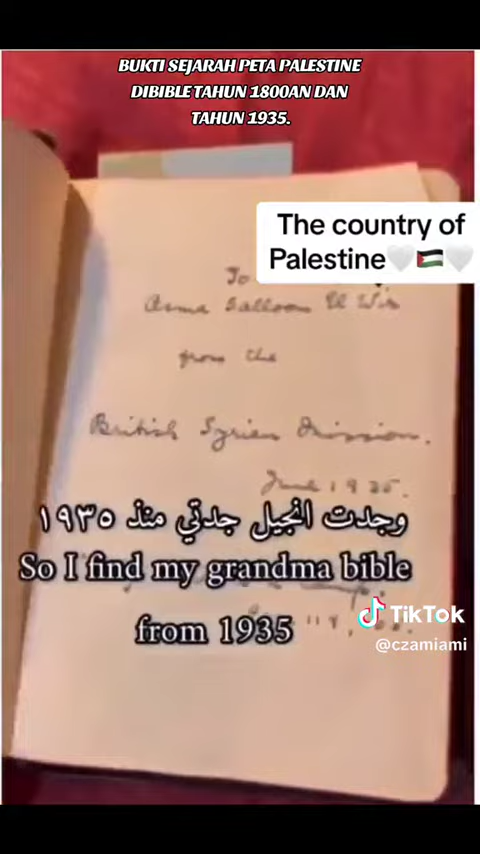 BUKTI SEJARAH PETA PALESTINE
DIBIBLE TAHUN 1800AN DAN
TAHUN 1935.
The country of
Palestine🤍🇵🇸🤍
To
from the
British Syrian Mission.
June 1935.
وجدت انجيل جدتي منذ ١٩٣٥
So I find my grandma bible
from 1935
TikTok
@czamiami